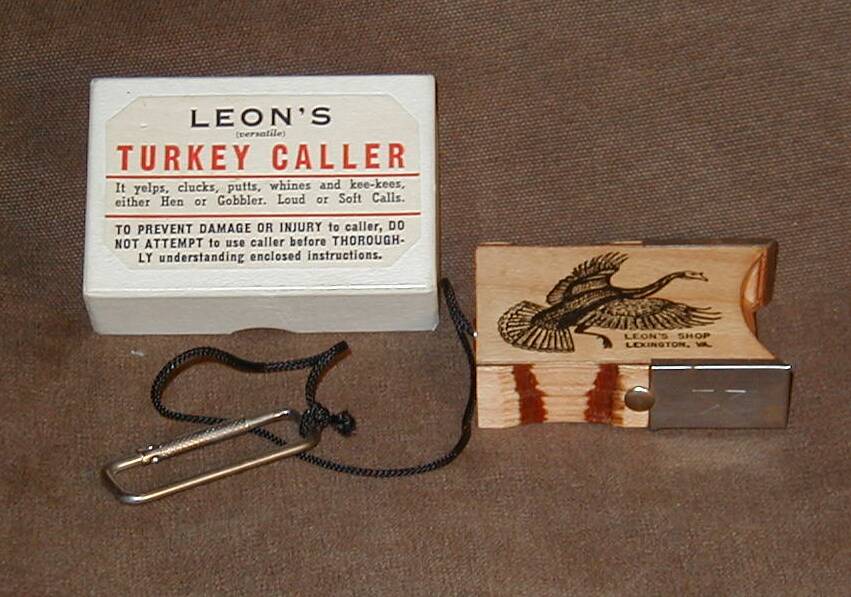 LEON'S
(versatile)
TURKEY CALLER
It yelps, clucks, putts, whines and kee-kees,
either Hen or Gobbler. Loud or Soft Calls.
TO PREVENT DAMAGE OR INJURY to caller, DO
NOT ATTEMPT to use caller before THOROUGH-
LY understanding enclosed instructions.
LEON'S SHOP
LEXINGTON, VA.